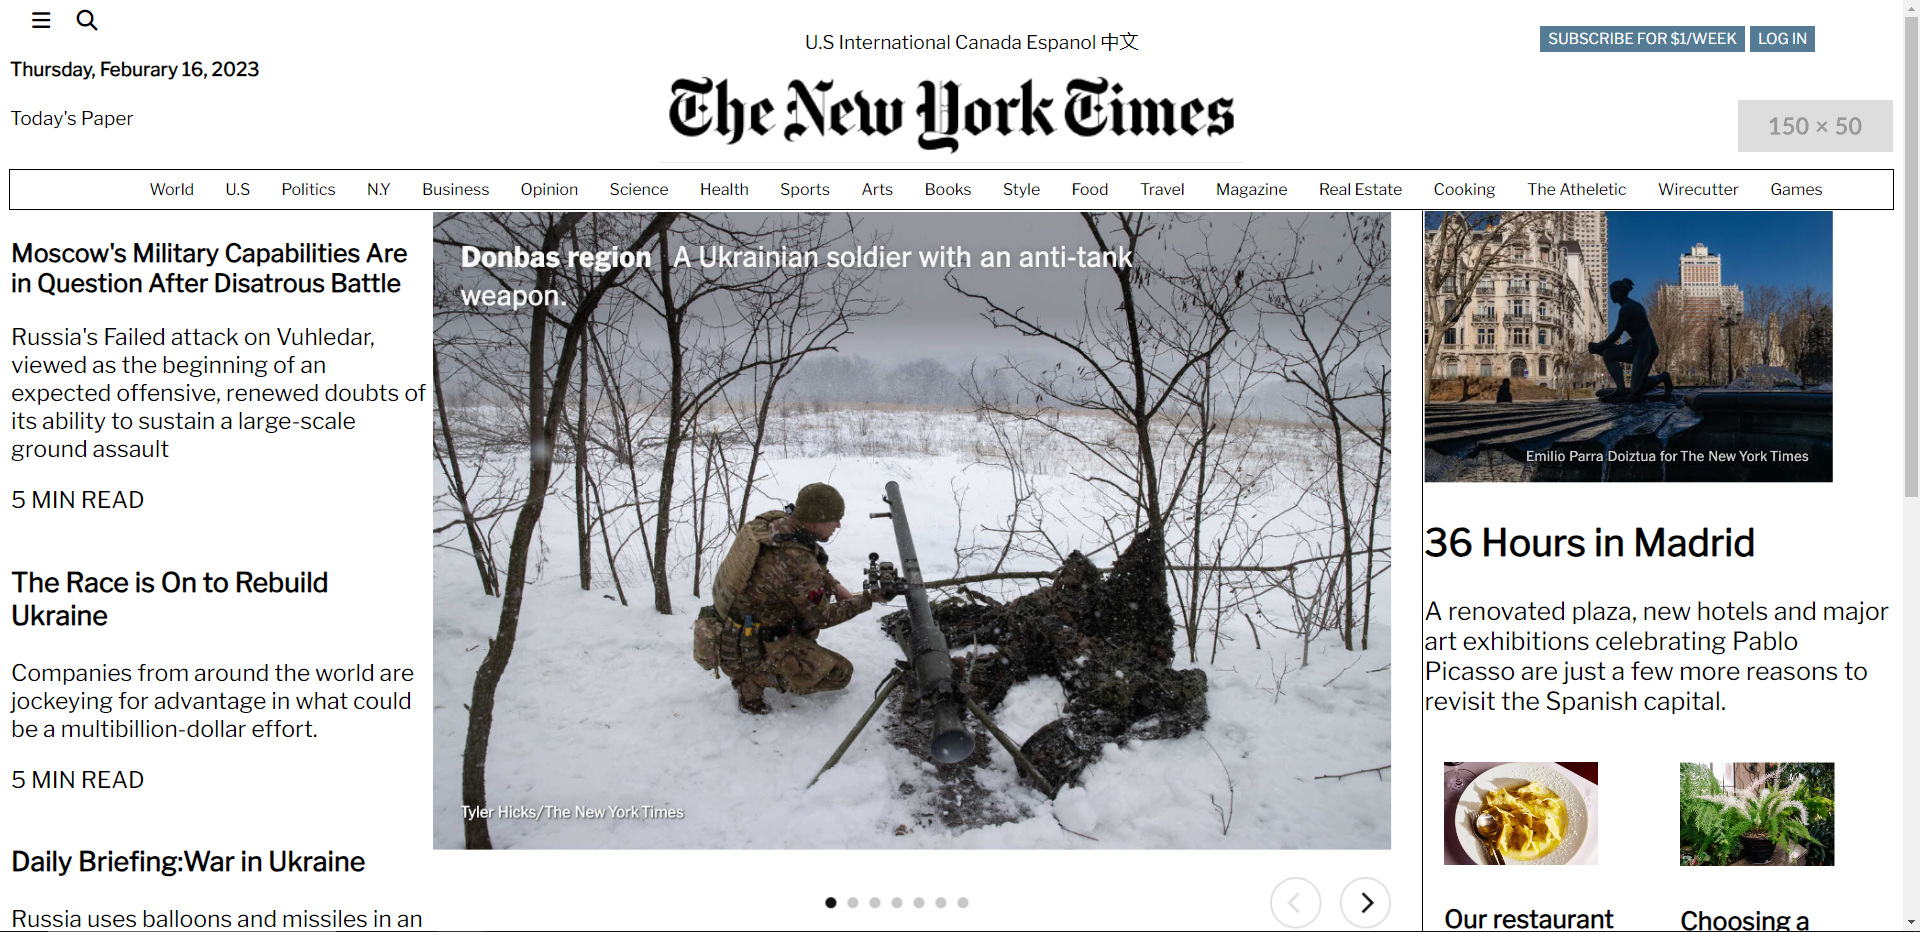 U.S International Canada Espanol 中文
SUBSCRIBE FOR $1/WEEK
LOG IN
Thursday, Feburary 16, 2023
Today's Paper
The New York Times
150 × 50
World U.S Politics N.Y Business Opinion Science Health Sports Arts Books Style Food Travel Magazine Real Estate Cooking The Atheletic Wirecutter Games
Moscow's Military Capabilities Are
in Question After Disatrous Battle
Russia's Failed attack on Vuhledar,
viewed as the beginning of an
expected offensive, renewed doubts of
its ability to sustain a large-scale
ground assault
5 MIN READ
The Race is On to Rebuild
Ukraine
Companies from around the world are
jockeying for advantage in what could
be a multibillion-dollar effort.
5 MIN READ
Daily Briefing:War in Ukraine
Russia uses balloons and missiles in an
Donbas region A Ukrainian soldier with an anti-tank
weapon.
Tyler Hicks/The New York Times
Emilio Parra Doiztua for The New York Times
36 Hours in Madrid
A renovated plaza, new hotels and major
art exhibitions celebrating Pablo
Picasso are just a few more reasons to
revisit the Spanish capital.
Our restaurant
Choosing a